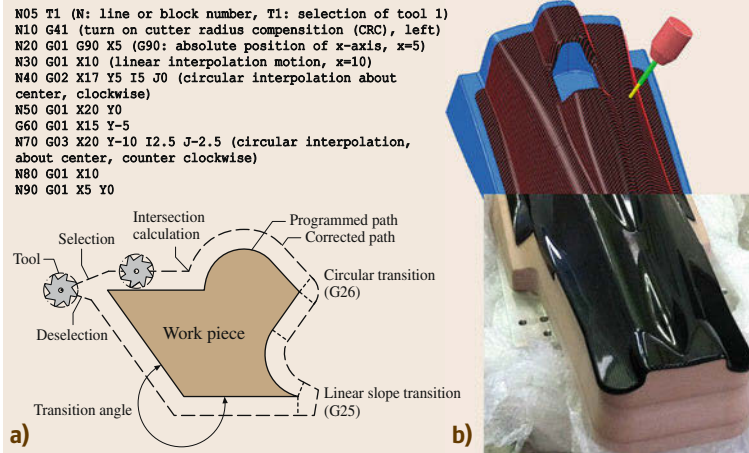 N05 T1 (N: line or block number, T1: selection of tool 1)
N10 G41 (turn on cutter radius compensition (CRC), left)
N20 G01 G90 X5 (G90: absolute position of x-axis, x=5)
N30 G01 X10 (linear interpolation motion, x=10)
N40 G02 X17 Y5 I5 J0 (circular interpolation about
center, clockwise)
N50 G01 X20 Y0
G60 G01 X15 Y-5
N70 G03 X20 Y-10 I2.5 J-2.5 (circular interpolation,
about center, counter clockwise)
N80 G01 X10
N90 G01 X5 Y0
Intersection
calculation
Programmed path
Corrected path
Selection
Tool
Circular transition
(G26)
Deselection
Work piece
Linear slope transition
(G25)
Transition angle
a)
b)